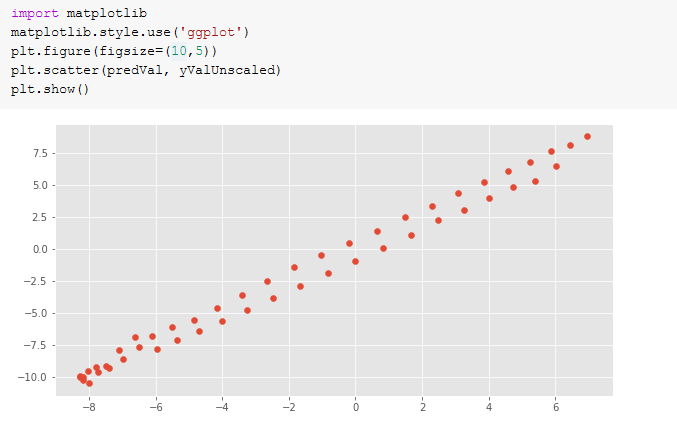 import matplotlib
matplotlib.style.use('ggplot')
plt.figure(figsize=(10,5))
plt.scatter(predVal, yValUnscaled)
plt.show()
7.5
5.0
2.5
0.0
−2.5
−5.0
−7.5
−10.0
−8 −6 −4 −2 0 2 4 6